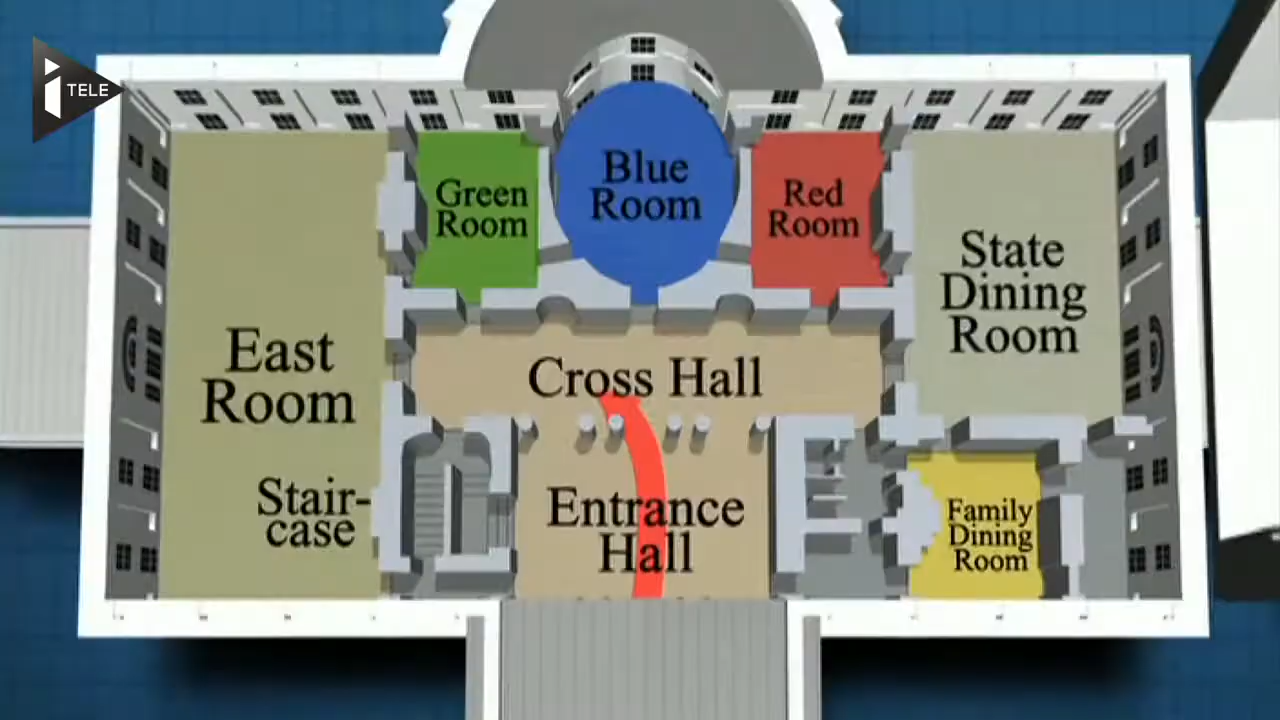 i TELE
Green
Room
Blue
Room
Red
Room
State
Dining
Room
East
Room
Cross Hall
Stair-
case
Entrance
Hall
Family
Dining
Room